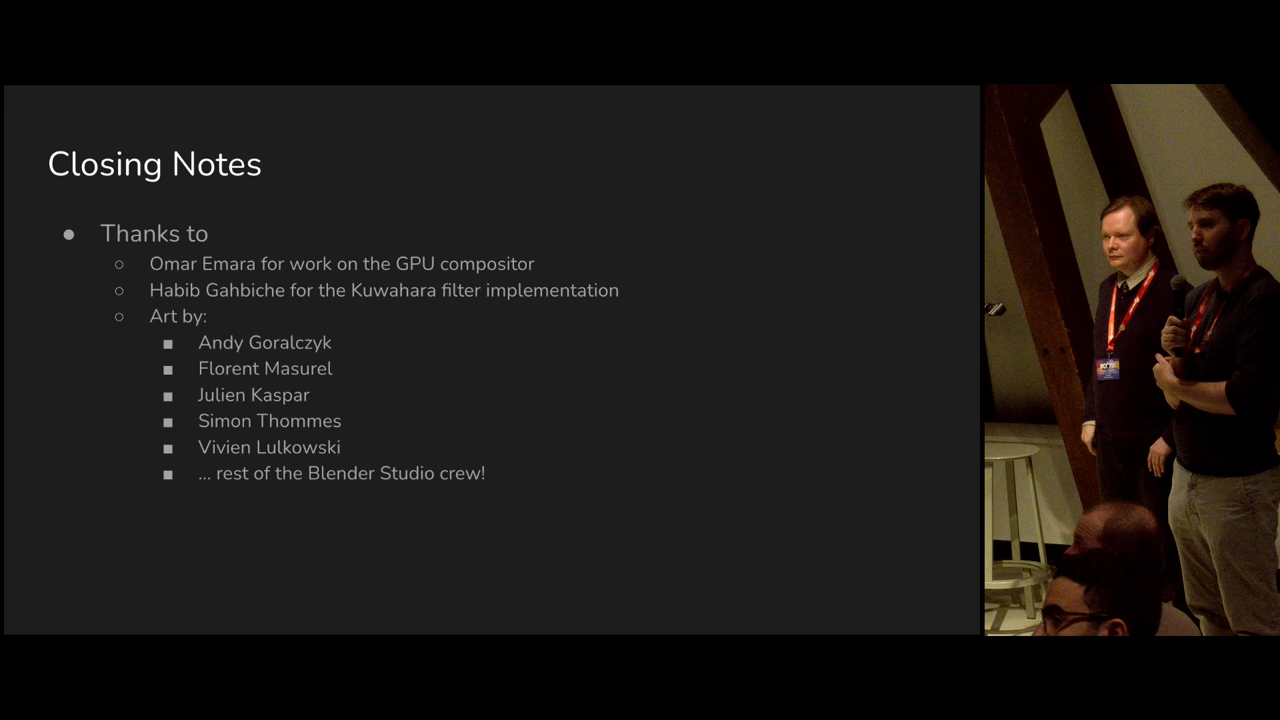 Closing Notes
● Thanks to
○ Omar Emara for work on the GPU compositor
○ Habib Gahbiche for the Kuwahara filter implementation
○ Art by:
■ Andy Goralczyk
■ Florent Masurel
■ Julien Kaspar
■ Simon Thommes
■ Vivien Lulkowski
■ ... rest of the Blender Studio crew!